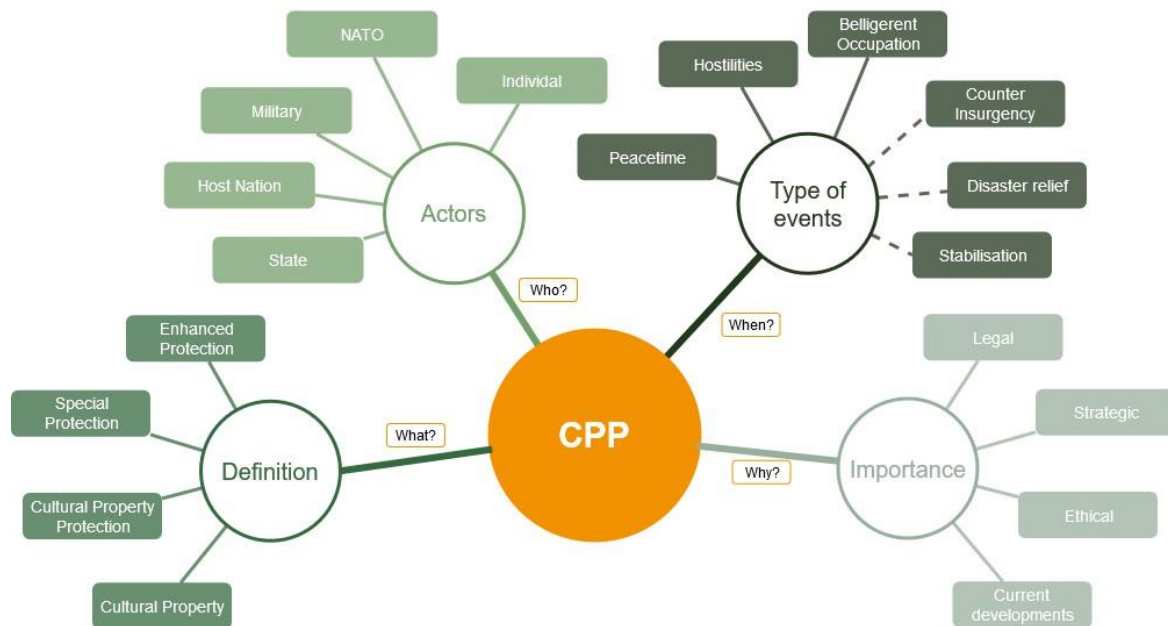 NATO
Individal
Military
Host Nation
State
Actors
Who?
Belligerent
Occupation
Hostilities
Counter
Insurgency
Peacetime
Disaster relief
Stabilisation
Type of
events
When?
Enhanced
Protection
Special
Protection
Cultural Property
Protection
Cultural Property
Definition
What?
CPP
Legal
Strategic
Ethical
Current
developments
Importance
Why?